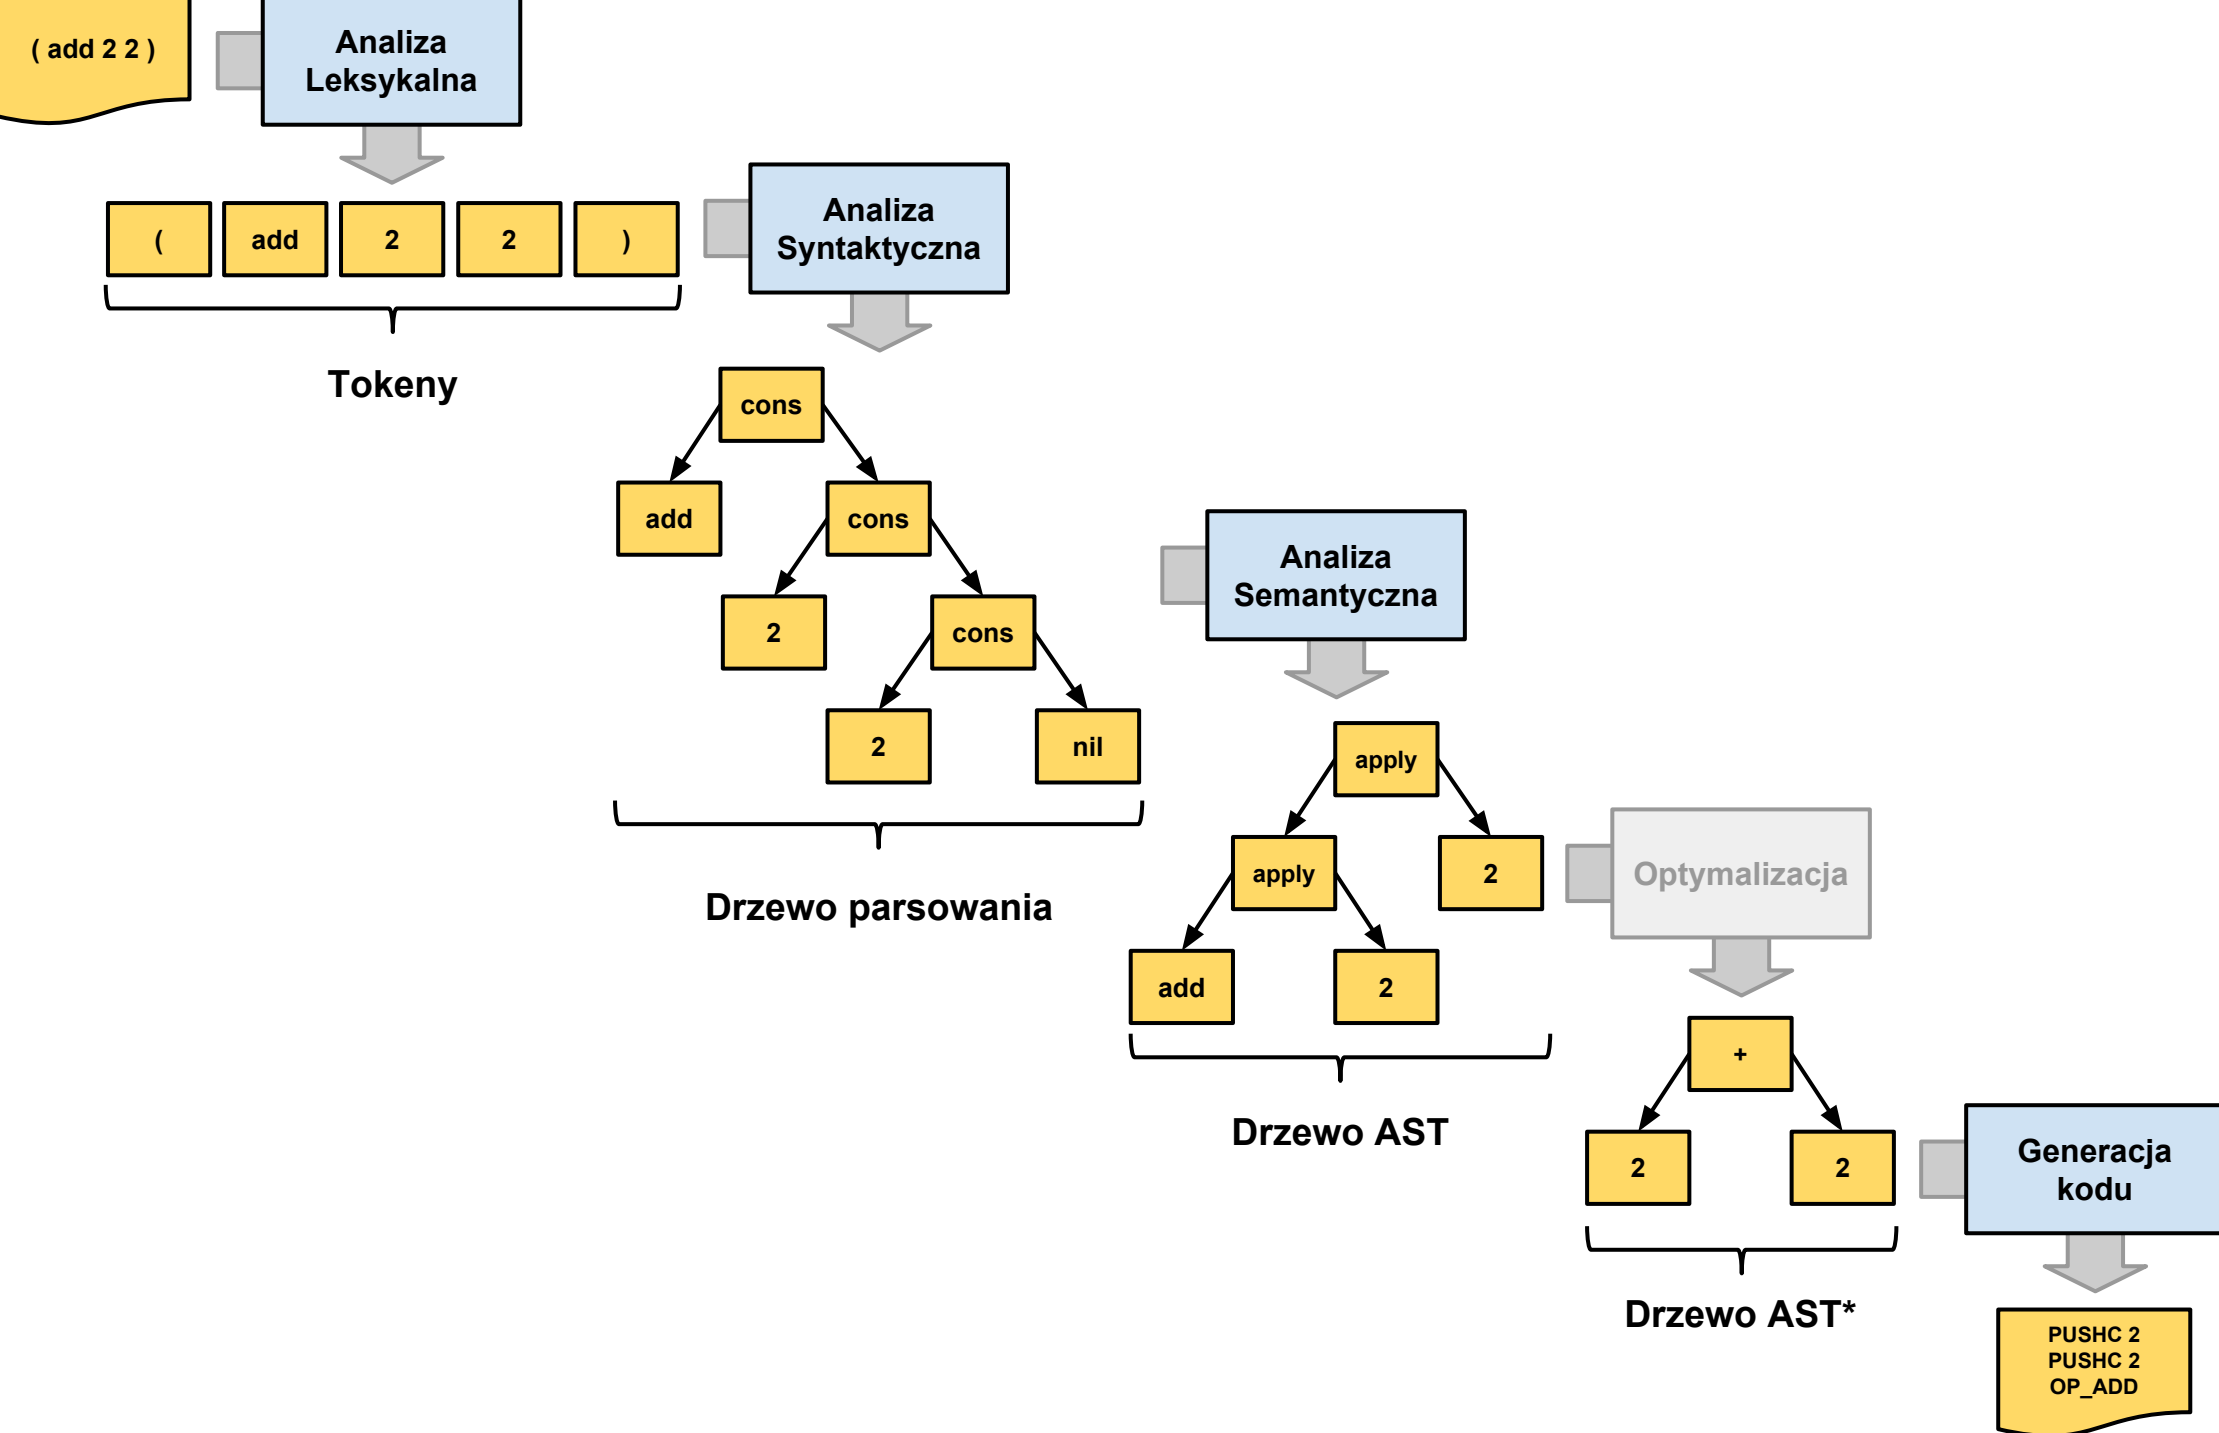 ( add 2 2 )
Analiza
Leksykalna
( add 2 2 )
Analiza
Syntaktyczna
Tokeny
cons
add
cons
2
cons
2
nil
Drzewo parsowania
Analiza
Semantyczna
apply
apply
2
add
2
Drzewo AST
Optymalizacja
+
2
2
Drzewo AST*
Generacja
kodu
PUSHC 2
PUSHC 2
OP_ADD